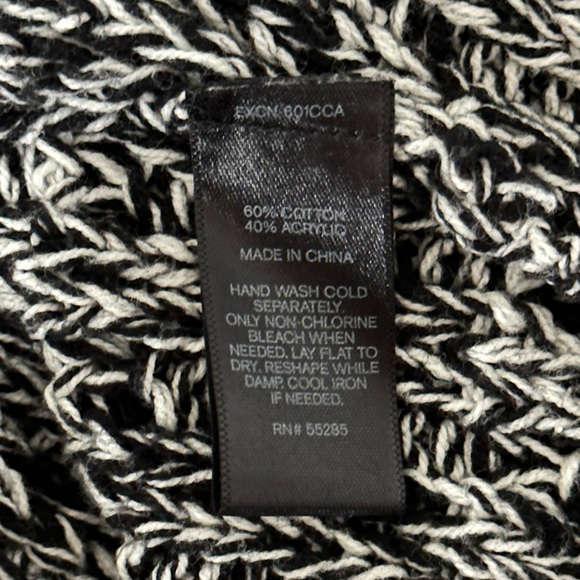 EXCN-601CCA
60% COTTON
40% ACRYLIC
MADE IN CHINA
HAND WASH COLD
SEPARATELY.
ONLY NON-CHLORINE
BLEACH WHEN
NEEDED. LAY FLAT TO
DRY. RESHAPE WHILE
DAMP. COOL IRON
IF NEEDED.
RN# 55285